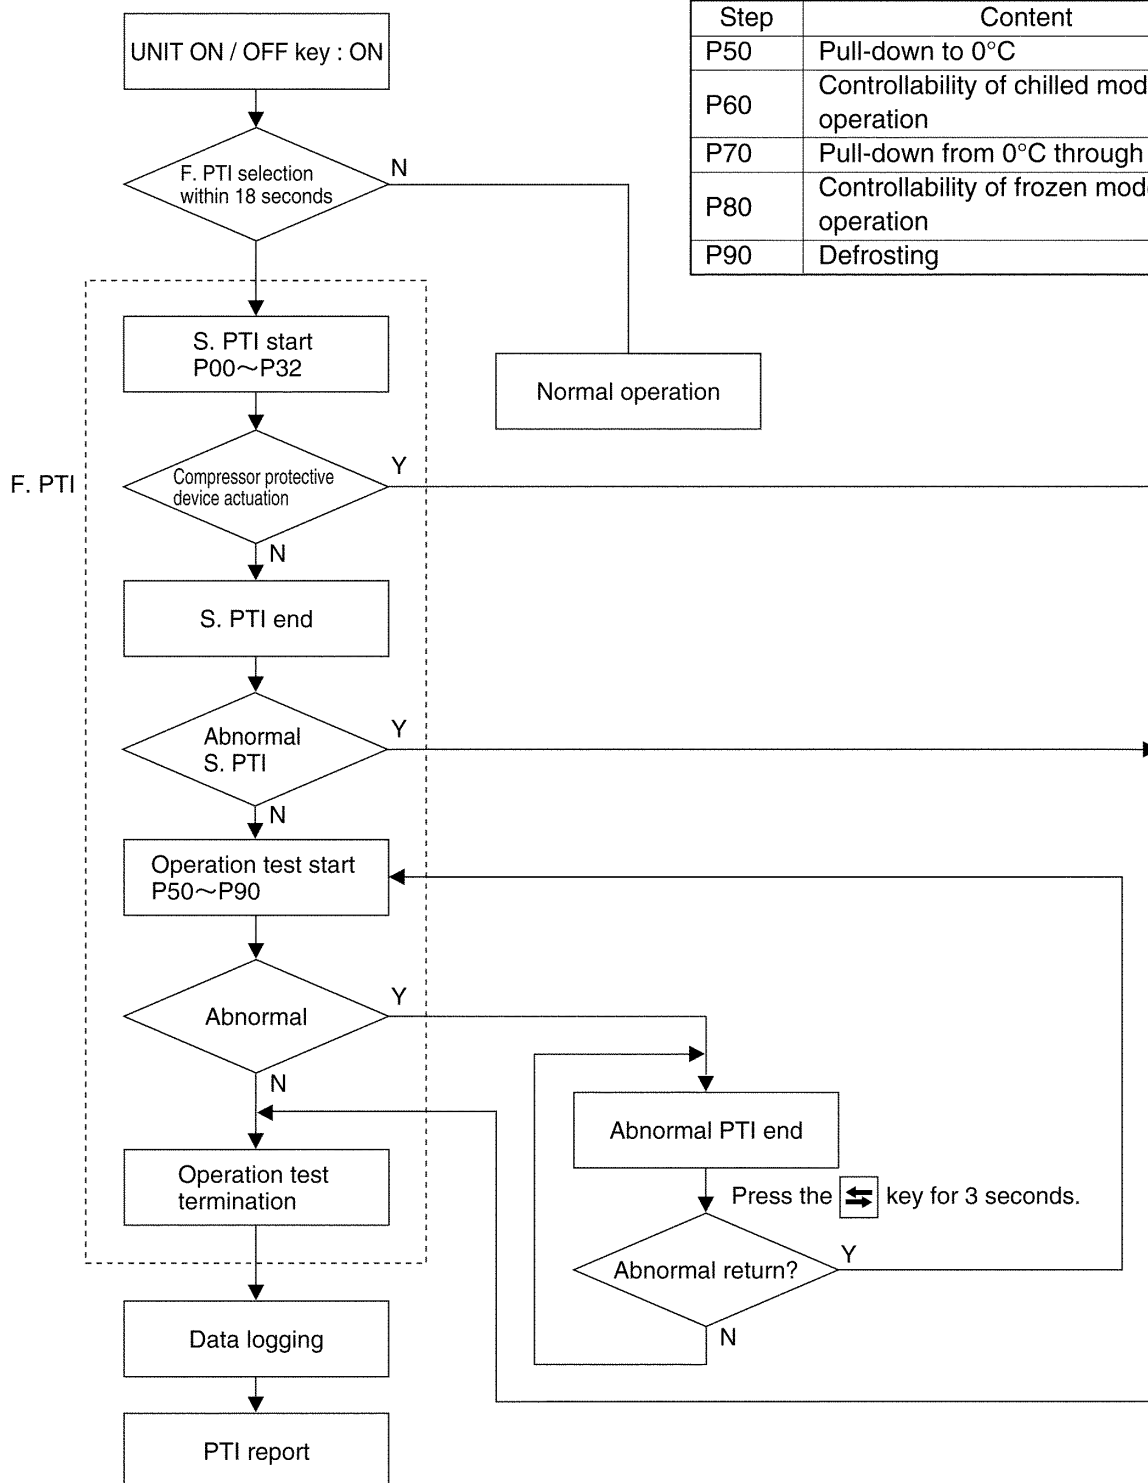 UNIT ON / OFF key : ON
F. PTI selection
within 18 seconds
N
S. PTI start
P00～P32
Normal operation
F. PTI
Compressor protective
device actuation
Y
N
S. PTI end
Abnormal
S. PTI
Y
N
Operation test start
P50～P90
Abnormal
Y
N
Operation test
termination
Abnormal PTI end
Press the
key for 3 seconds.
Abnormal return?
Y
N
Data logging
PTI report
Step Content
P50 Pull-down to 0°C
P60 Controllability of chilled mod
operation
P70 Pull-down from 0°C through
P80 Controllability of frozen mod
operation
P90 Defrosting